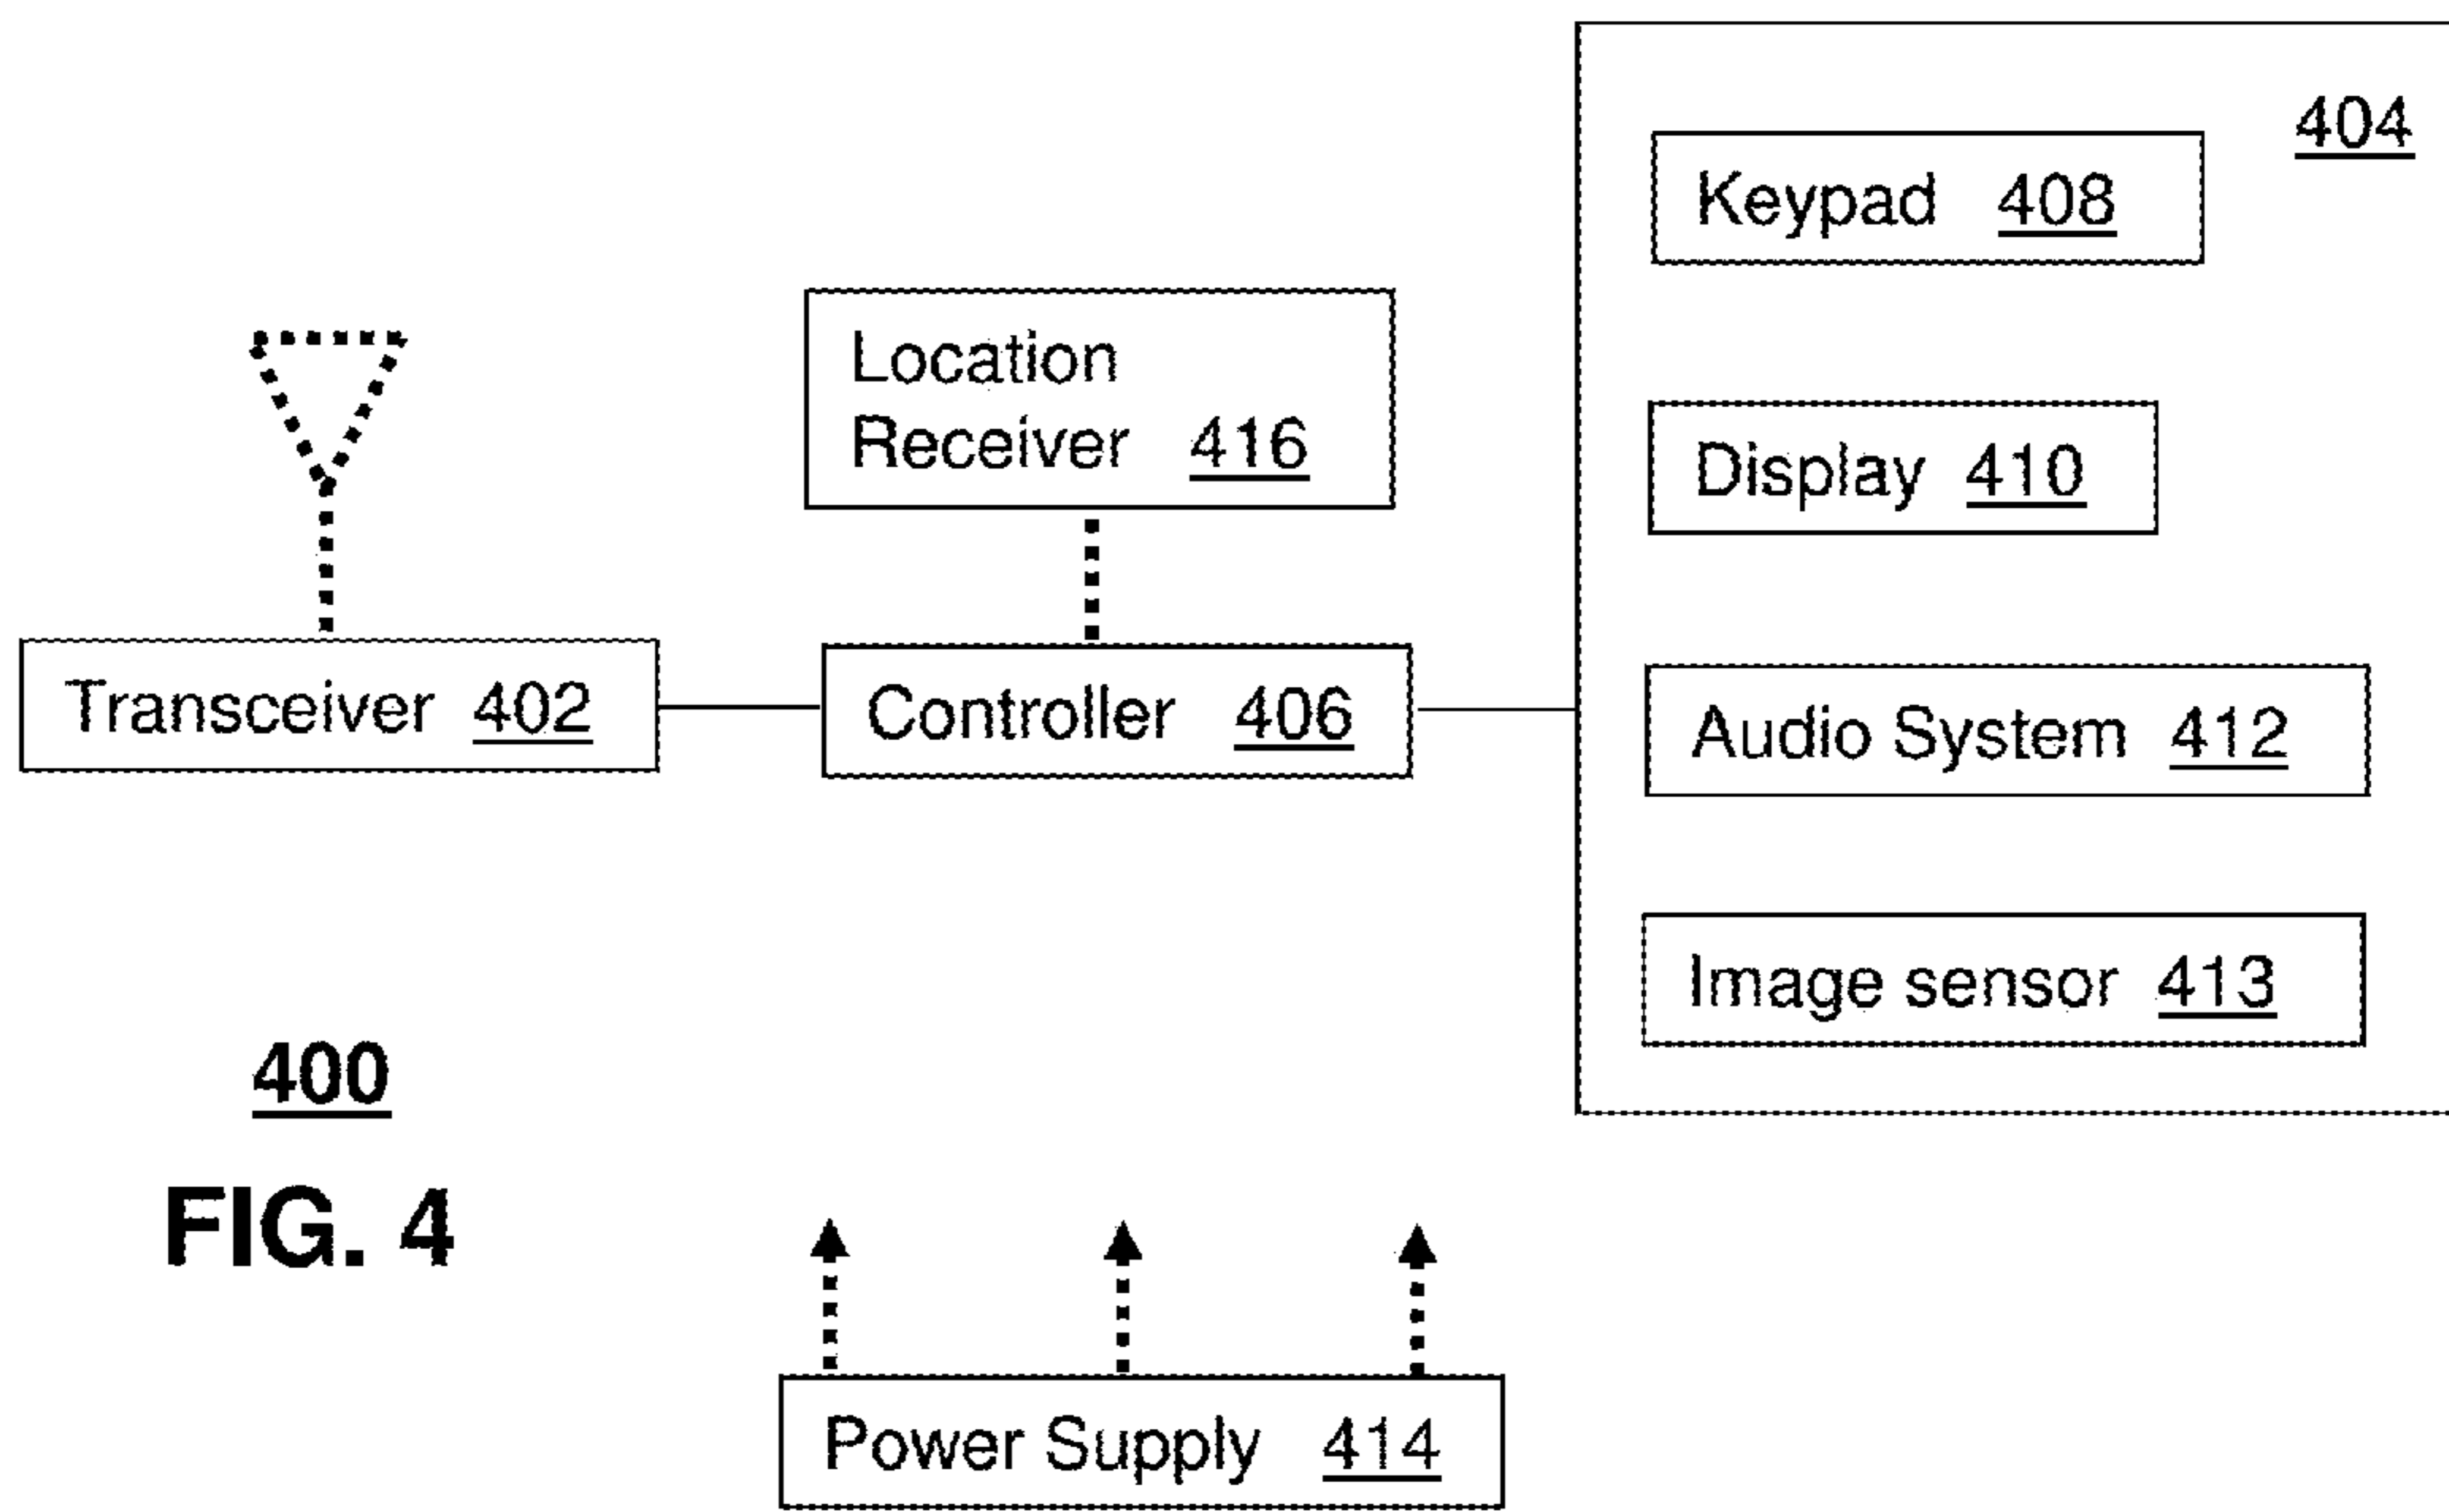 404
Keypad 408
Location
Receiver 416
Display 410
Transceiver 402
Controller 406
Audio System 412
Image sensor 413
400
FIG. 4
Power Supply 414